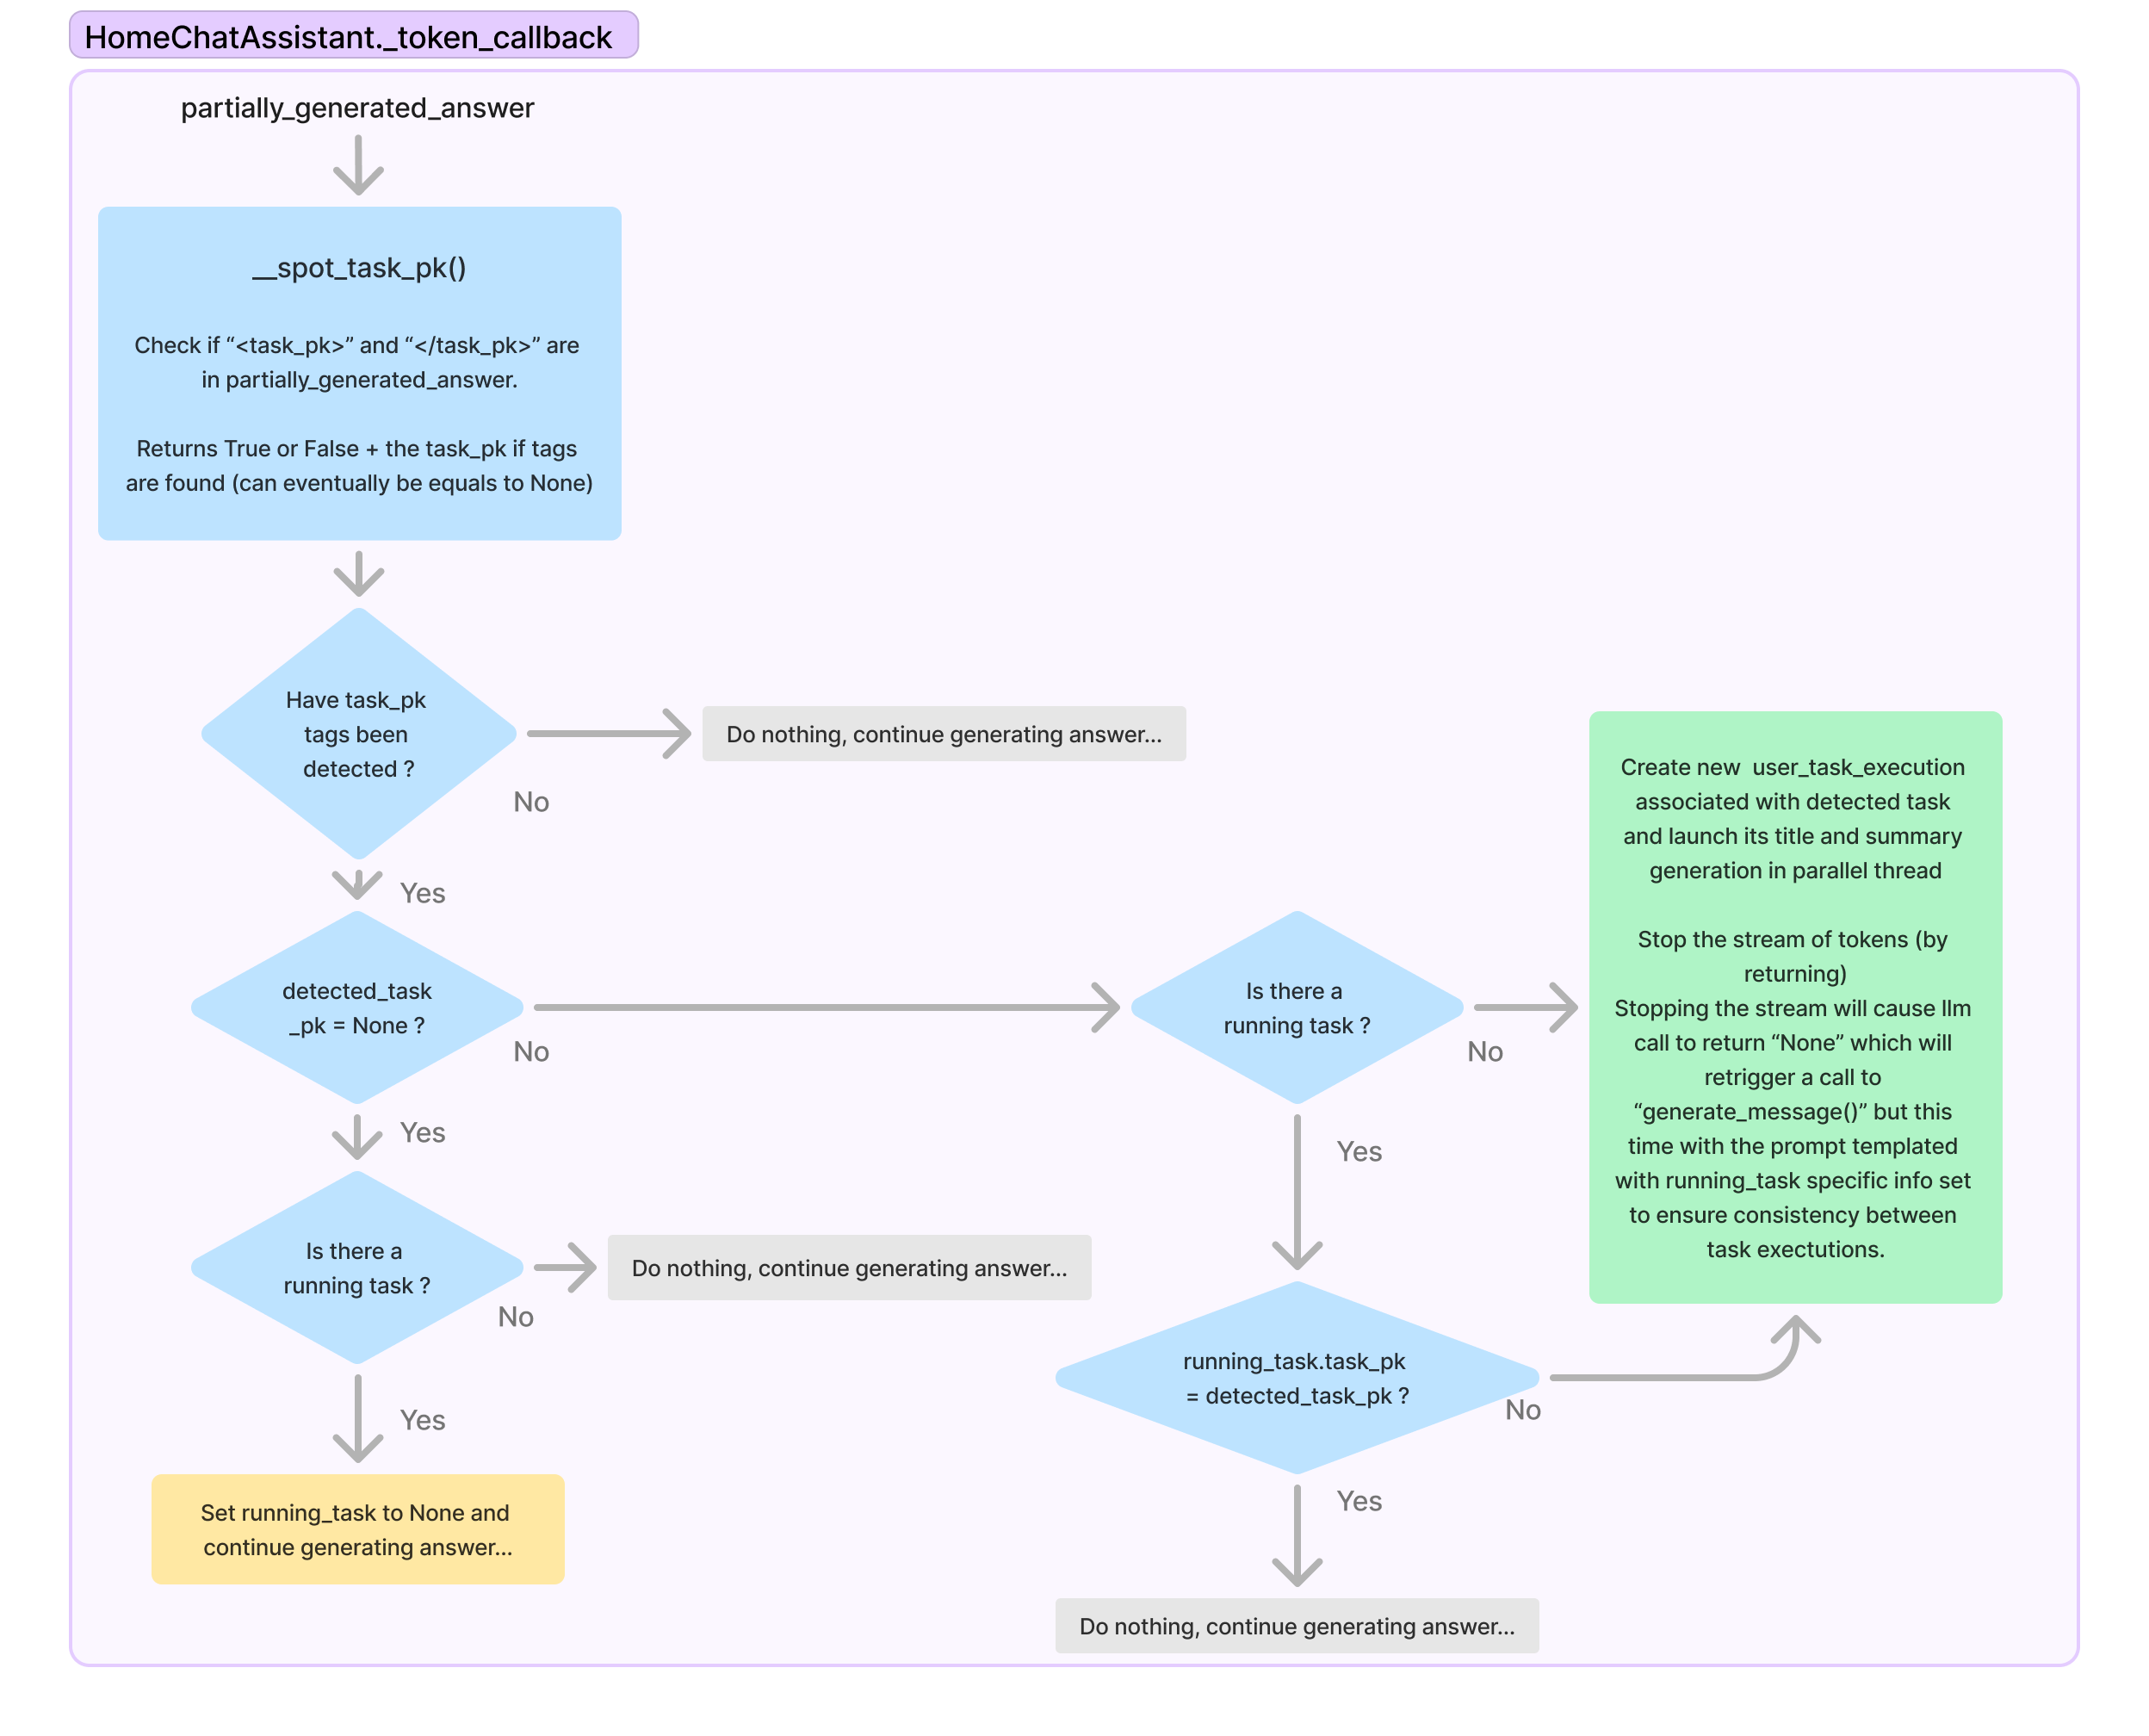 HomeChatAssistant._token_callback
partially_generated_answer
__spot_task_pk()
Check if “<task_pk>” and “</task_pk>” are
in partially_generated_answer.
Returns True or False + the task_pk if tags
are found (can eventually be equals to None)
Have task_pk
tags been
detected ?
No
Do nothing, continue generating answer...
Yes
detected_task
_pk = None ?
No
Yes
Is there a
running task ?
No
Do nothing, continue generating answer...
Yes
Set running_task to None and
continue generating answer...
Is there a
running task ?
No
Yes
running_task.task_pk
= detected_task_pk ?
No
Yes
Do nothing, continue generating answer...
Create new  user_task_execution
associated with detected task
and launch its title and summary
generation in parallel thread
Stop the stream of tokens (by
returning)
Stopping the stream will cause llm
call to return “None” which will
retrigger a call to
“generate_message()” but this
time with the prompt templated
with running_task specific info set
to ensure consistency between
task exectutions.